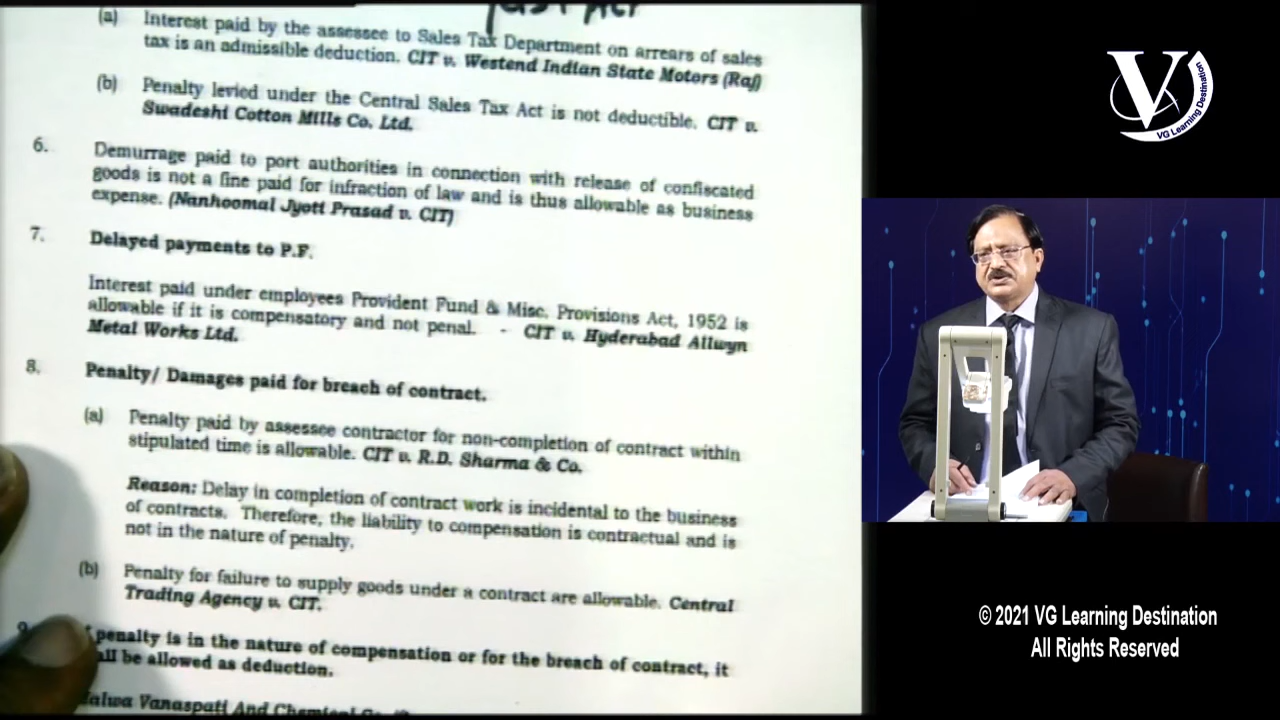 (a) Interest paid by the assessee to Sales Tax Department on arrears of sales
tax is an admissible deduction. CIT v. Westend Indian State Motors (Raj)
(b) Penalty levied under the Central Sales Tax Act is not deductible. CIT v.
Swadeshi Cotton Mills Co. Ltd.
6. Demurrage paid to port authorities in connection with release of confiscated
goods is not a fine paid for infraction of law and is thus allowable as business
expense. (Nanhoomal Jyoti Prasad v. CIT)
7. Delayed payments to P.F.
Interest paid under employees Provident Fund & Misc. Provisions Act, 1952 is
allowable if it is compensatory and not penal. - CIT v. Hyderabad Allwyn
Metal Works Ltd.
8. Penalty/ Damages paid for breach of contract.
(a) Penalty paid by assessee contractor for non-completion of contract within
stipulated time is allowable. CIT v. R.D. Sharma & Co.
Reason: Delay in completion of contract work is incidental to the business
of contracts. Therefore, the liability to compensation is contractual and is
not in the nature of penalty.
(b) Penalty for failure to supply goods under a contract are allowable. Central
Trading Agency v. CIT.
penalty is in the nature of compensation or for the breach of contract, it
be allowed as deduction.
Vanaspati And Chemical
V
VG Learning Destination
© 2021 VG Learning Destination
All Rights Reserved